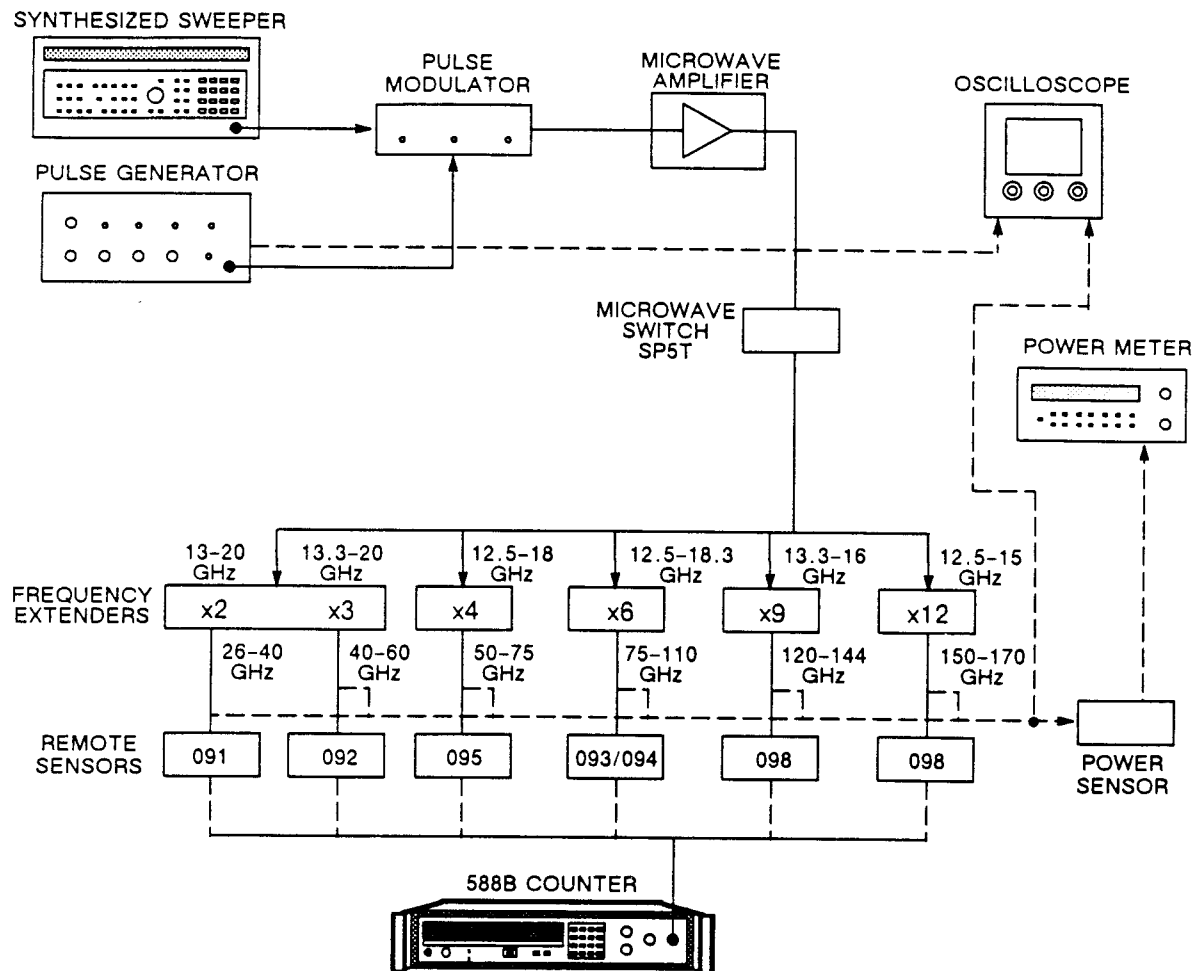 SYNTHESIZED SWEEPER
PULSE
MODULATOR
MICROWAVE
AMPLIFIER
OSCILLOSCOPE
PULSE GENERATOR
MICROWAVE
SWITCH
SP5T
POWER METER
13-20
GHz
13.3-20
GHz
12.5-18
GHz
12.5-18.3
GHz
13.3-16
GHz
12.5-15
GHz
FREQUENCY
EXTENDERS
x2
x3
x4
x6
x9
x12
26-40
GHz
40-60
GHz
50-75
GHz
75-110
GHz
120-144
GHz
150-170
GHz
REMOTE
SENSORS
091
092
095
093/094
098
098
POWER
SENSOR
588B COUNTER